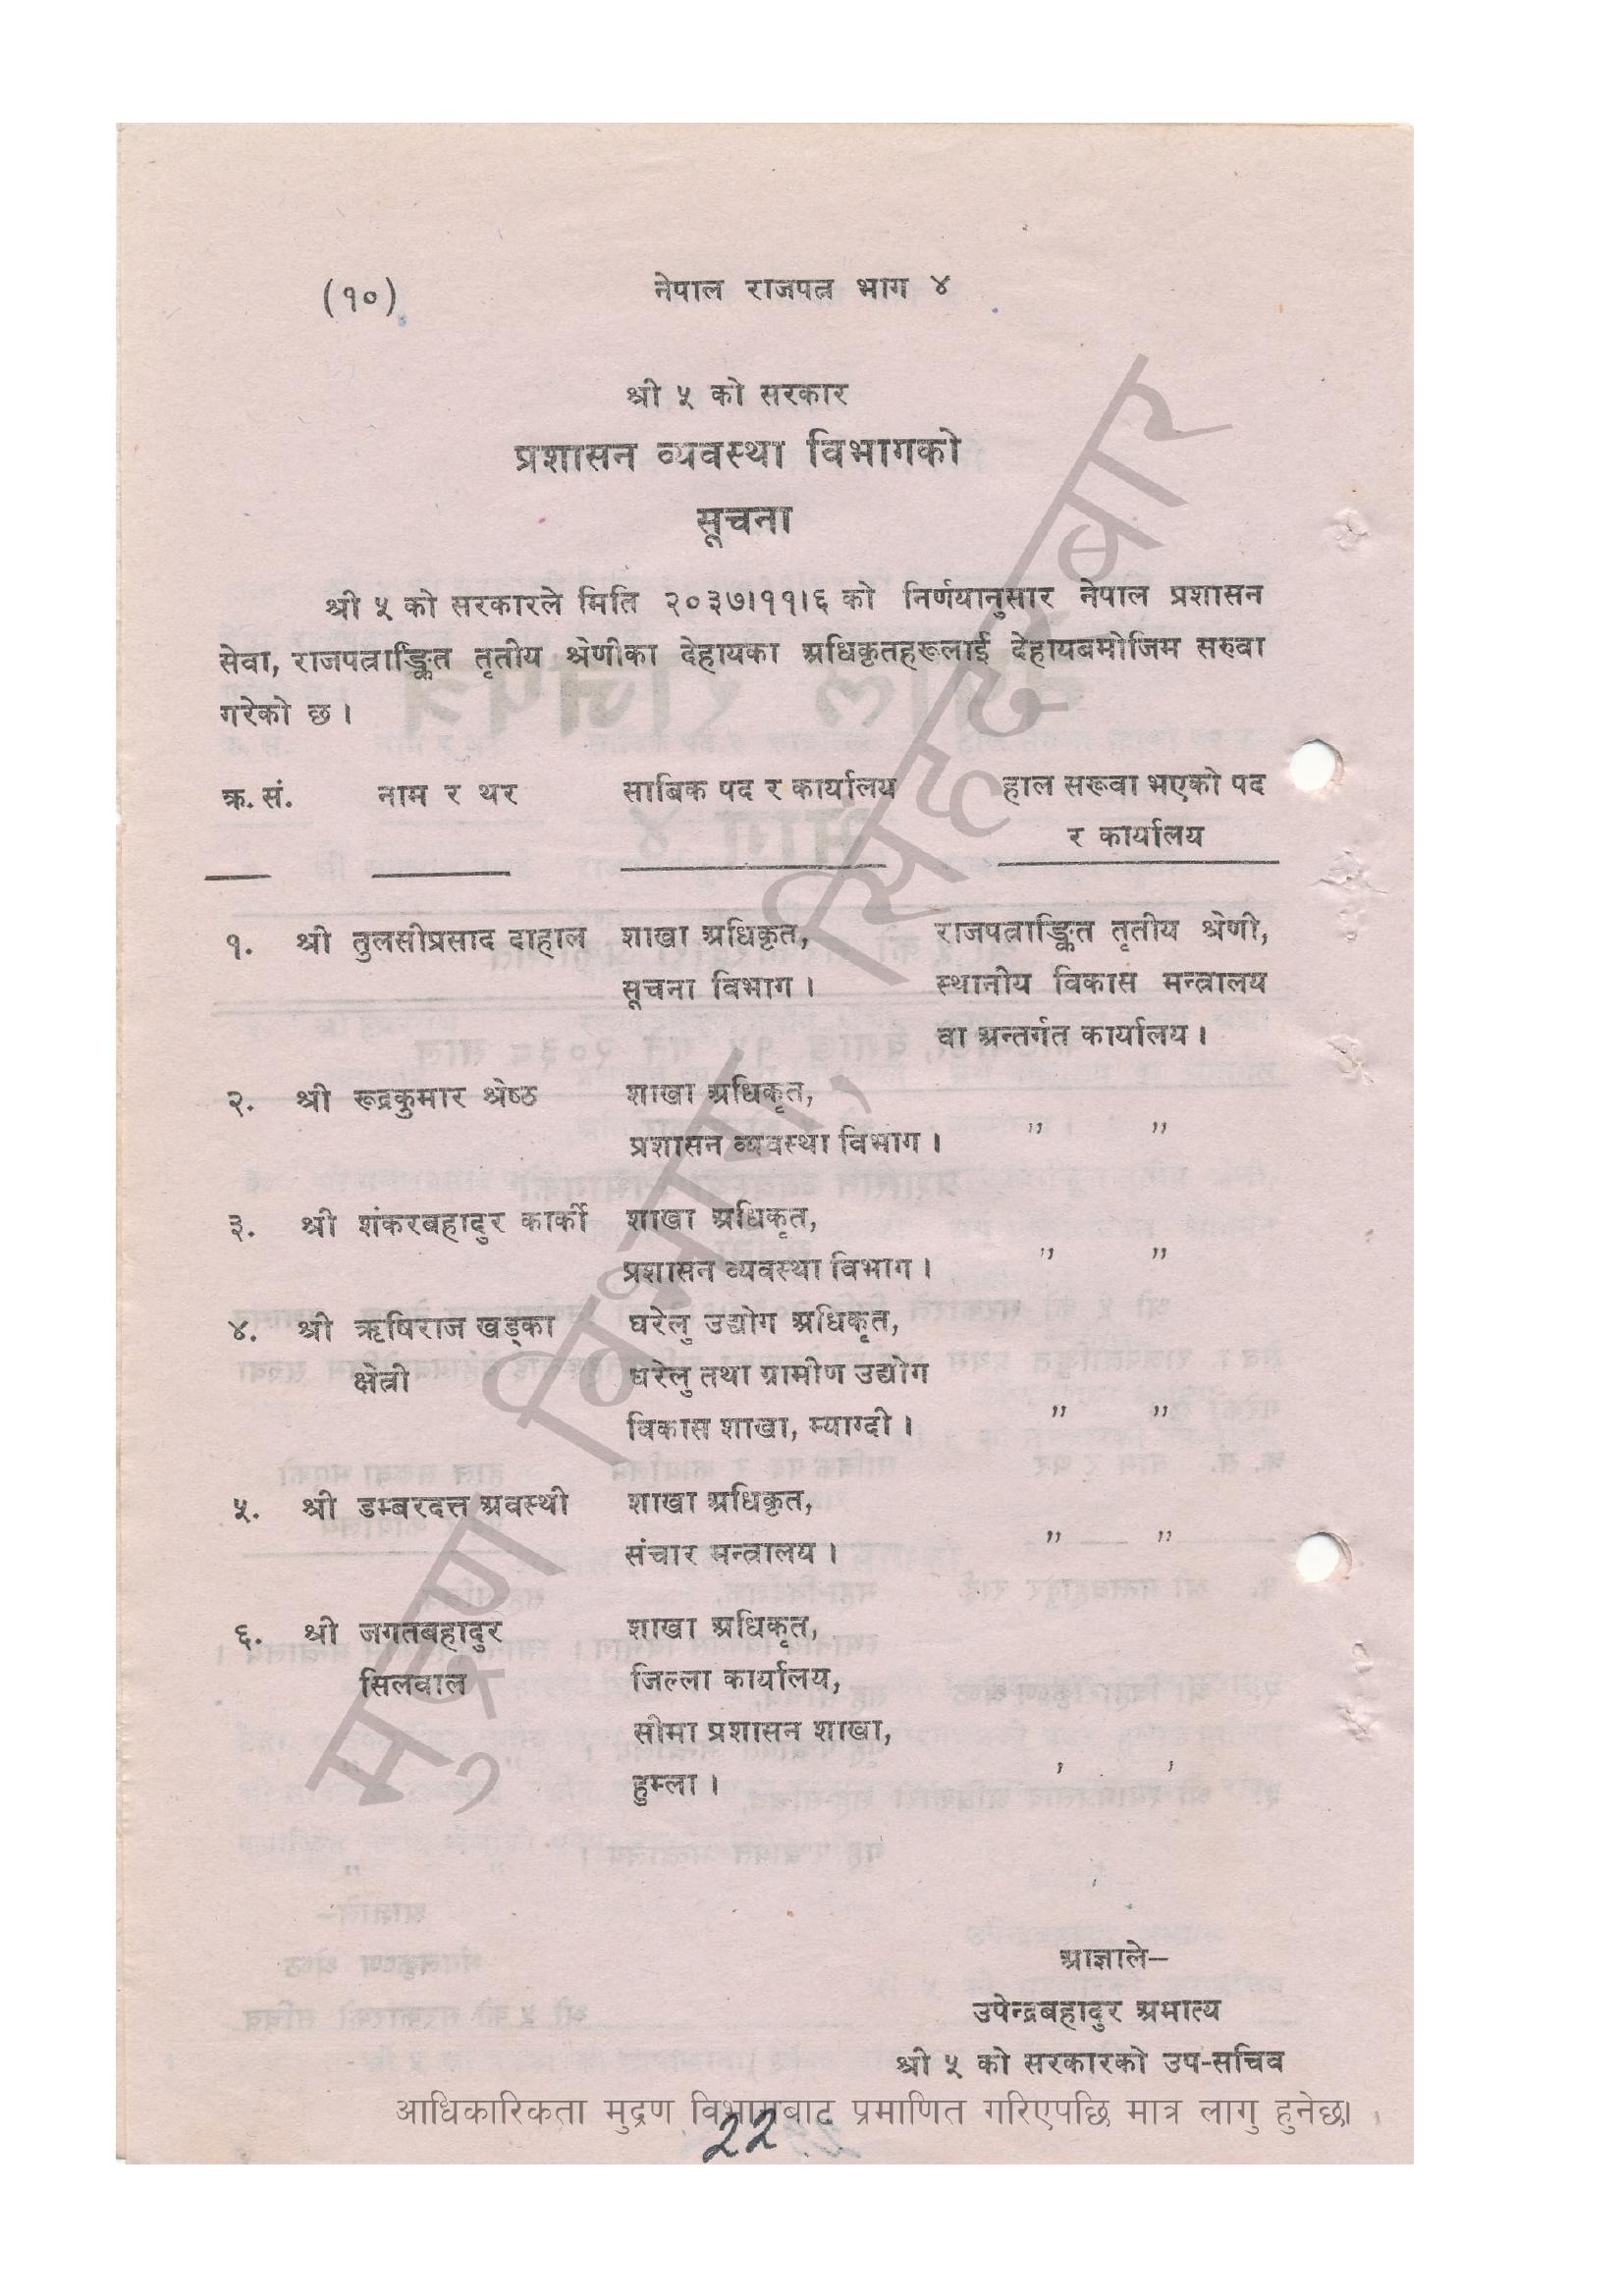 (१०) नेपाल राजपत्र भाग ४
श्री ५ को सरकार
प्रशासन व्यवस्था विभागको
सूचना
श्री ५ को सरकारले मिति २०३७।११।६ को निर्णयानुसार नेपाल प्रशासन
सेवा, राजपत्राङ्कित तृतीय श्रेणीका देहायका अधिकृतहरूलाई देहायबमोजिम सरुवा
गरेको छ ।
क्र. सं. नाम र थर साबिक पद र कार्यालय हाल सरूवा भएको पद
र कार्यालय
१. श्री तुलसीप्रसाद दाहाल शाखा अधिकृत, राजपत्राङ्कित तृतीय श्रेणी,
सूचना विभाग । स्थानीय विकास मन्त्रालय
वा अन्तर्गत कार्यालय ।
२. श्री रूद्रकुमार श्रेष्ठ शाखा अधिकृत,
प्रशासन व्यवस्था विभाग । " "
३. श्री शंकरबहादुर कार्की शाखा अधिकृत,
प्रशासन व्यवस्था विभाग । " "
४. श्री ऋषिराज खड्का घरेलु उद्योग अधिकृत,
क्षेत्री घरेलु तथा ग्रामीण उद्योग
विकास शाखा, म्याग्दी । " "
५. श्री डम्बरदत्त अवस्थी शाखा अधिकृत,
संचार मन्त्रालय । " "
६. श्री जगतबहादुर शाखा अधिकृत,
सिलवाल जिल्ला कार्यालय,
सीमा प्रशासन शाखा,
हुम्ला । ' '
आज्ञाले–
उपेन्द्रबहादुर अमात्य
श्री ५ को सरकारको उप-सचिव
आधिकारिकता मुद्रण विभागबाट प्रमाणित गरिएपछि मात्र लागु हुनेछ।
22
मुद्रण विभाग, सिंहदरबार